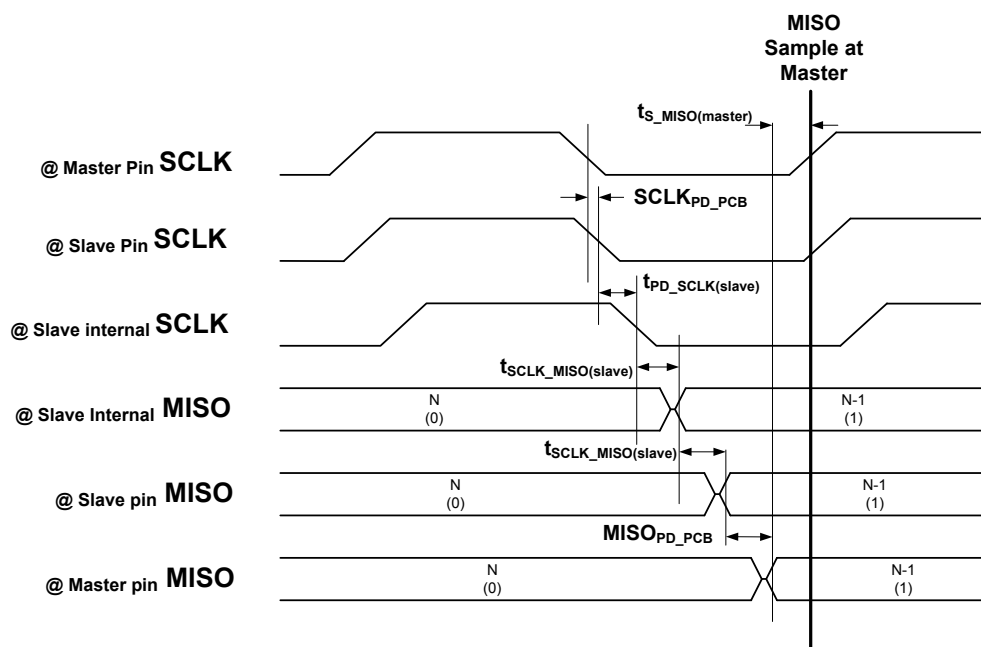 MISO
Sample at
Master
tS_MISO(master)
@ Master Pin SCLK
SCLKPD_PCB
@ Slave Pin SCLK
tPD_SCLK(slave)
@ Slave internal SCLK
tSCLK_MISO(slave)
@ Slave Internal MISO
N
(0)
N-1
(1)
tSCLK_MISO(slave)
@ Slave pin MISO
N
(0)
N-1
(1)
MISOPD_PCB
@ Master pin MISO
N
(0)
N-1
(1)